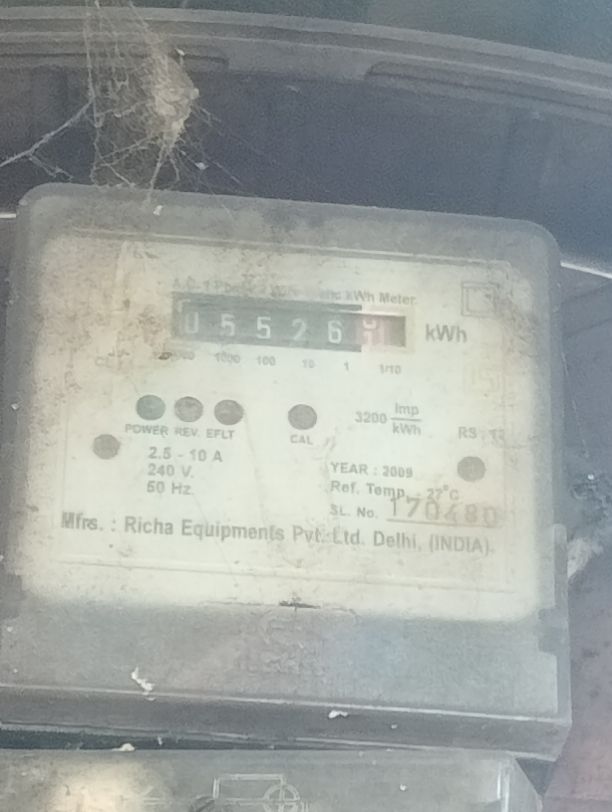 kWh Meter.
0 5 5 2 6
kWh
1000 100 10 1 1/10
POWER REV. EFLT
CAL
3200 Imp/kWh
2.5 - 10 A
240 V.
50 Hz.
YEAR : 2009
Ref. Temp. 27°C
SL. No. 170480
Mfrs. : Richa Equipments Pvt. Ltd. Delhi, (INDIA).